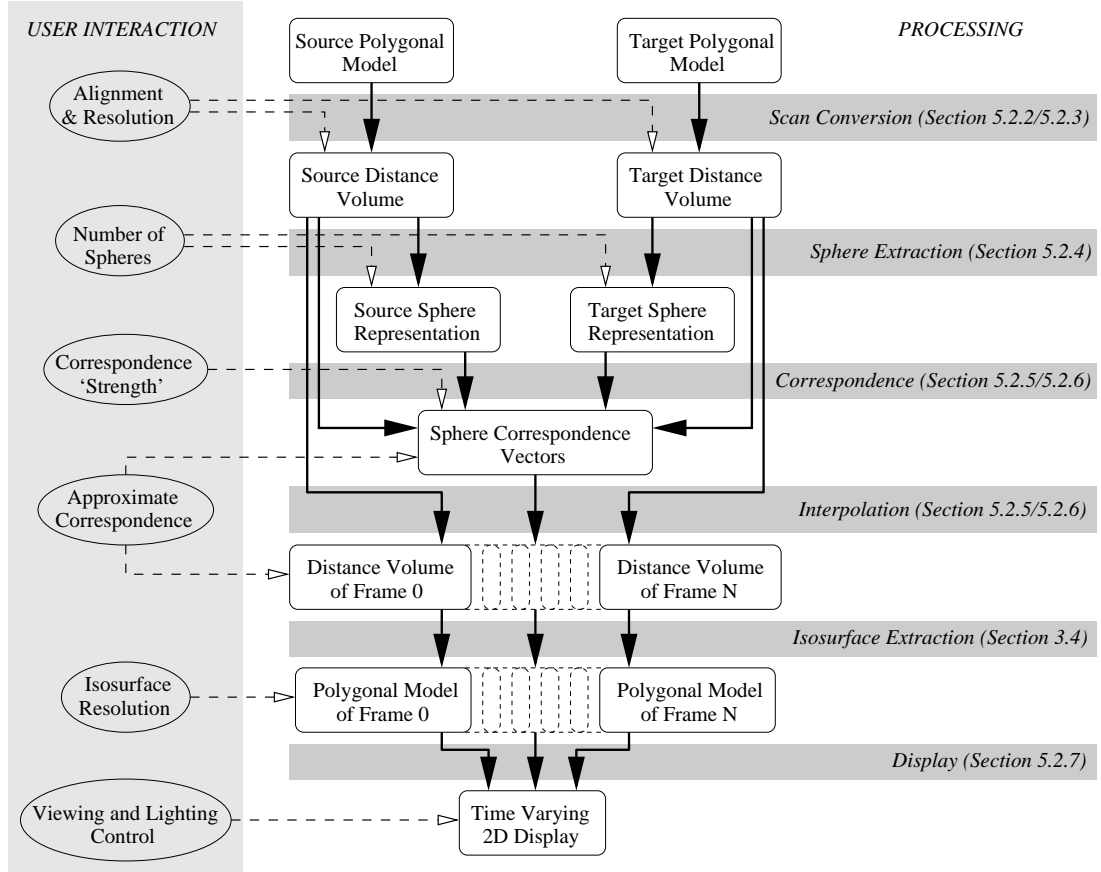 USER INTERACTION
Source Polygonal
Model
Target Polygonal
Model
PROCESSING
Alignment
& Resolution
Scan Conversion (Section 5.2.2/5.2.3)
Source Distance
Volume
Target Distance
Volume
Number of
Spheres
Sphere Extraction (Section 5.2.4)
Source Sphere
Representation
Target Sphere
Representation
Correspondence
‘Strength’
Correspondence (Section 5.2.5/5.2.6)
Sphere Correspondence
Vectors
Approximate
Correspondence
Interpolation (Section 5.2.5/5.2.6)
Distance Volume
of Frame 0
Distance Volume
of Frame N
Isosurface Extraction (Section 3.4)
Isosurface
Resolution
Polygonal Model
of Frame 0
Polygonal Model
of Frame N
Display (Section 5.2.7)
Viewing and Lighting
Control
Time Varying
2D Display